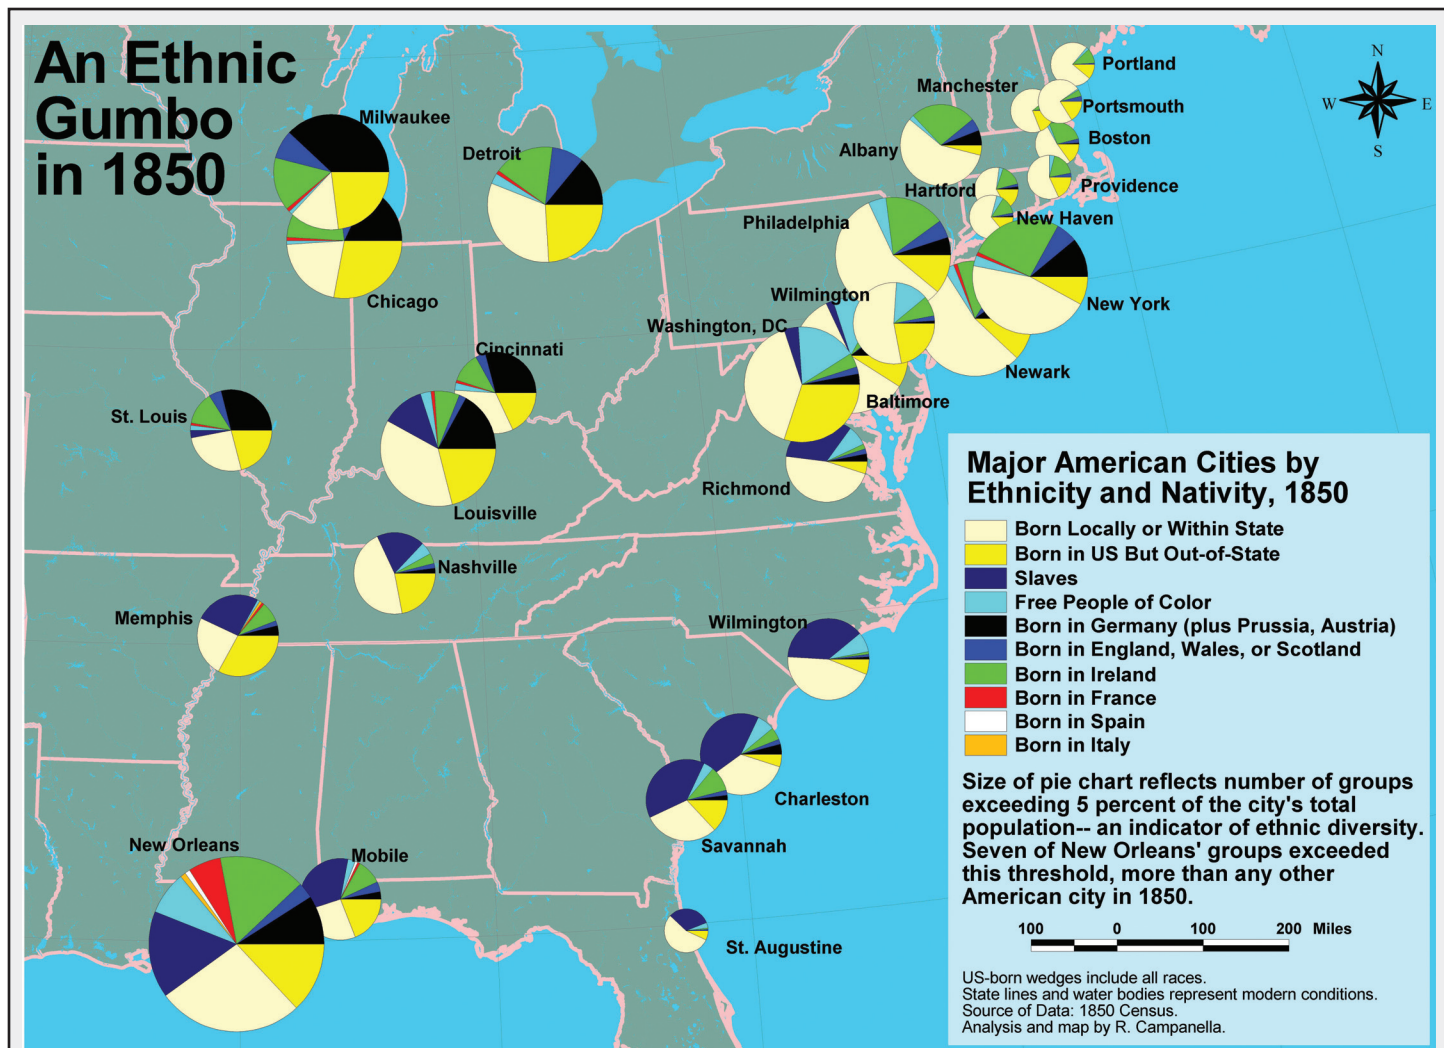 An Ethnic
Gumbo
in 1850
Milwaukee
Detroit
Chicago
Cincinnati
St. Louis
Louisville
Nashville
Memphis
New Orleans
Mobile
Portland
Manchester
Portsmouth
Boston
Albany
Hartford
Providence
New Haven
Philadelphia
New York
Wilmington
Washington, DC
Newark
Baltimore
Richmond
Wilmington
Charleston
Savannah
St. Augustine
N
W
E
S
Major American Cities by
Ethnicity and Nativity, 1850
Born Locally or Within State
Born in US But Out-of-State
Slaves
Free People of Color
Born in Germany (plus Prussia, Austria)
Born in England, Wales, or Scotland
Born in Ireland
Born in France
Born in Spain
Born in Italy
Size of pie chart reflects number of groups
exceeding 5 percent of the city's total
population-- an indicator of ethnic diversity.
Seven of New Orleans' groups exceeded
this threshold, more than any other
American city in 1850.
100 0 100 200 Miles
US-born wedges include all races.
State lines and water bodies represent modern conditions.
Source of Data: 1850 Census.
Analysis and map by R. Campanella.